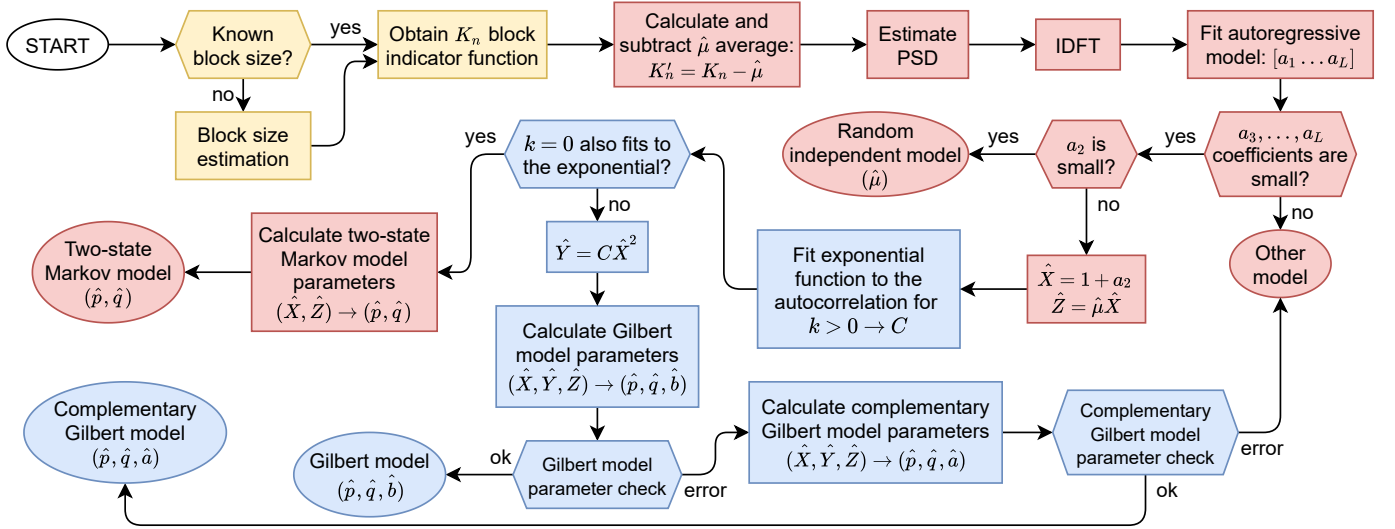 START
Known
block size?
yes
no
Block size
estimation
Obtain Kₙ block
indicator function
Calculate and
subtract μ̂ average:
K′ₙ = Kₙ − μ̂
Estimate
PSD
IDFT
Fit autoregressive
model: [a₁ … a_L]
a₃, …, a_L
coefficients are
small?
yes
no
Other
model
a₂ is
small?
yes
no
Random
independent model
(μ̂)
X̂ = 1 + a₂
Ẑ = μ̂X̂
Fit exponential
function to the
autocorrelation for
k > 0 → C
k = 0 also fits to
the exponential?
yes
no
Calculate two-state
Markov model
parameters
(X̂, Ẑ) → (p̂, q̂)
Two-state
Markov model
(p̂, q̂)
Ŷ = CX̂²
Calculate Gilbert
model parameters
(X̂, Ŷ, Ẑ) → (p̂, q̂, b̂)
Gilbert model
parameter check
ok
error
Gilbert model
(p̂, q̂, b̂)
Calculate complementary
Gilbert model parameters
(X̂, Ŷ, Ẑ) → (p̂, q̂, â)
Complementary
Gilbert model
parameter check
error
ok
Complementary
Gilbert model
(p̂, q̂, â)